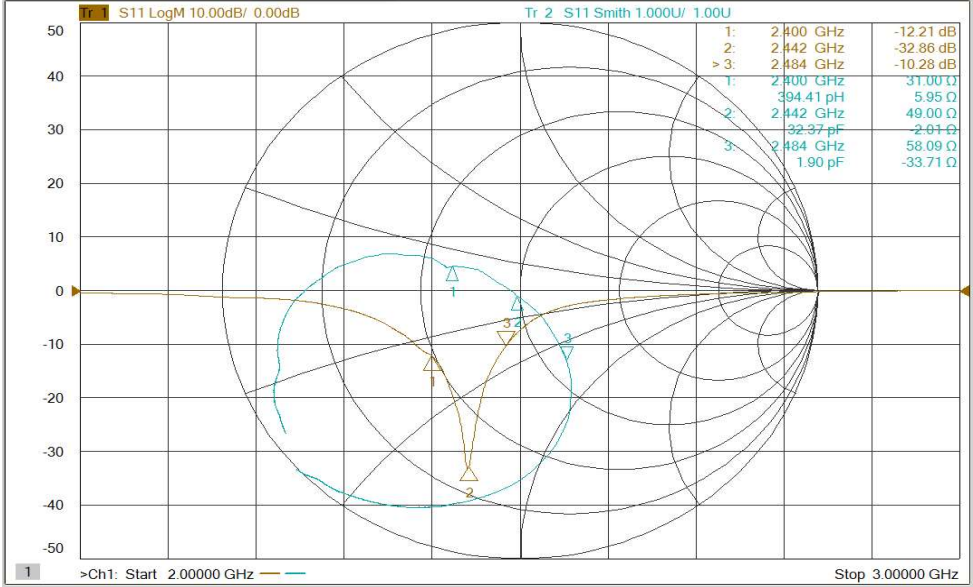 Tr 1 S11 LogM 10.00dB/ 0.00dB Tr 2 S11 Smith 1.000U/ 1.00U
50
40
30
20
10
0
-10
-20
-30
-40
-50
1: 2.400 GHz -12.21 dB
2: 2.442 GHz -32.86 dB
> 3: 2.484 GHz -10.28 dB
1: 2.400 GHz 31.00 Ω
394.41 pH 5.95 Ω
2: 2.442 GHz 49.00 Ω
32.37 pF -2.01 Ω
3: 2.484 GHz 58.09 Ω
1.90 pF -33.71 Ω
1
2
3
3
1
2
1 >Ch1: Start 2.00000 GHz Stop 3.00000 GHz